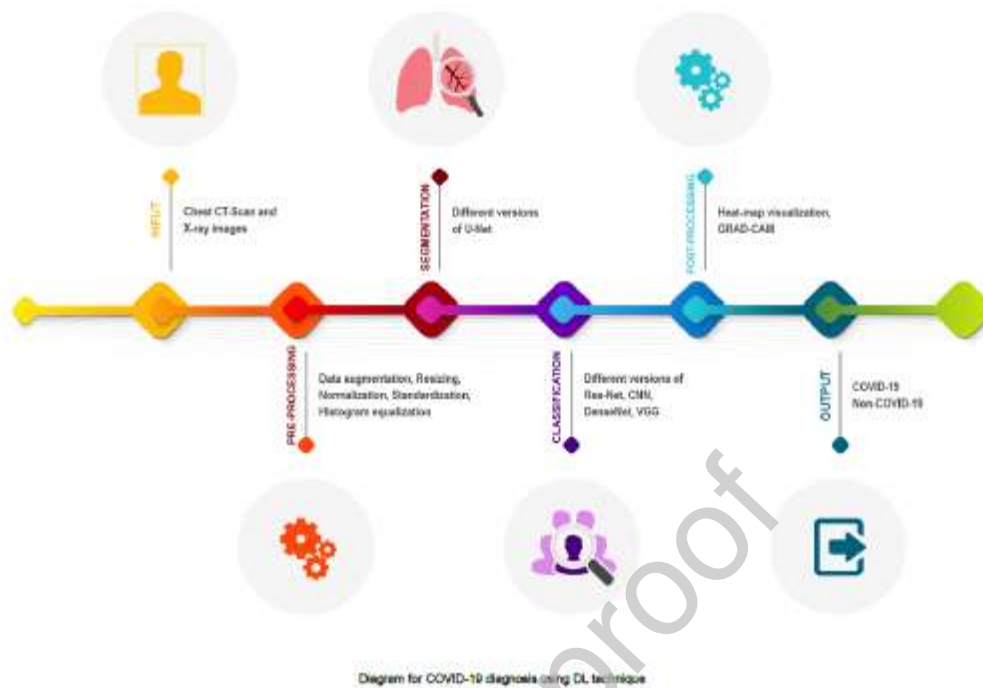 INPUT
Chest CT-Scan and
X-ray images
SEGMENTATION
Different versions
of U-Net
POST-PROCESSING
Heat-map visualization,
GRAD-CAM
PRE-PROCESSING
Data segmentation, Resizing,
Normalization, Standardization,
Histogram equalization
CLASSIFICATION
Different versions of
Res-Net, CNN,
DenseNet, VGG
OUTPUT
COVID-19
Non-COVID-19
proof
Diagram for COVID-19 diagnosis using DL technique